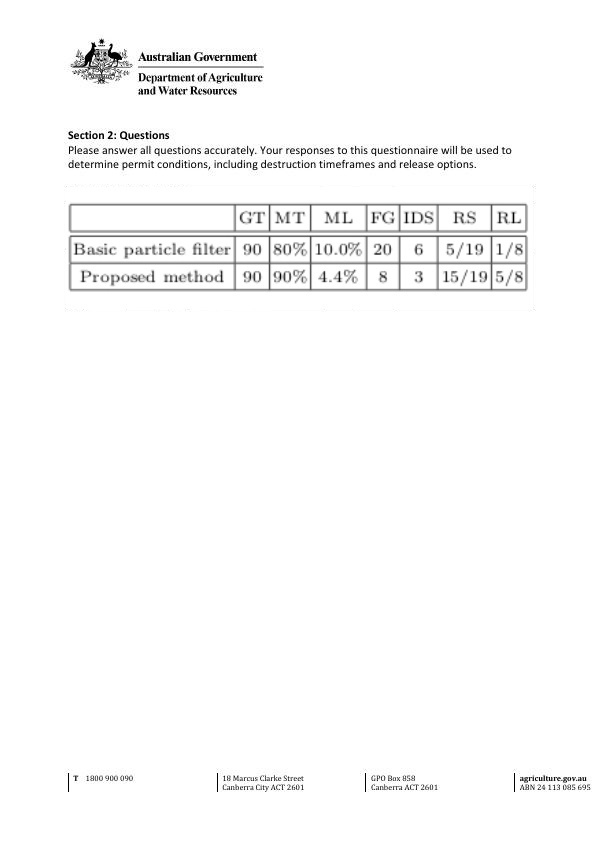 Australian Government
Department of Agriculture
and Water Resources
Section 2: Questions
Please answer all questions accurately. Your responses to this questionnaire will be used to
determine permit conditions, including destruction timeframes and release options.
GT MT ML FG IDS RS RL
Basic particle filter 90 80% 10.0% 20 6 5/19 1/8
Proposed method 90 90% 4.4% 8 3 15/19 5/8
T 1800 900 090 18 Marcus Clarke Street GPO Box 858 agriculture.gov.au
Canberra City ACT 2601 Canberra ACT 2601 ABN 24 113 085 695